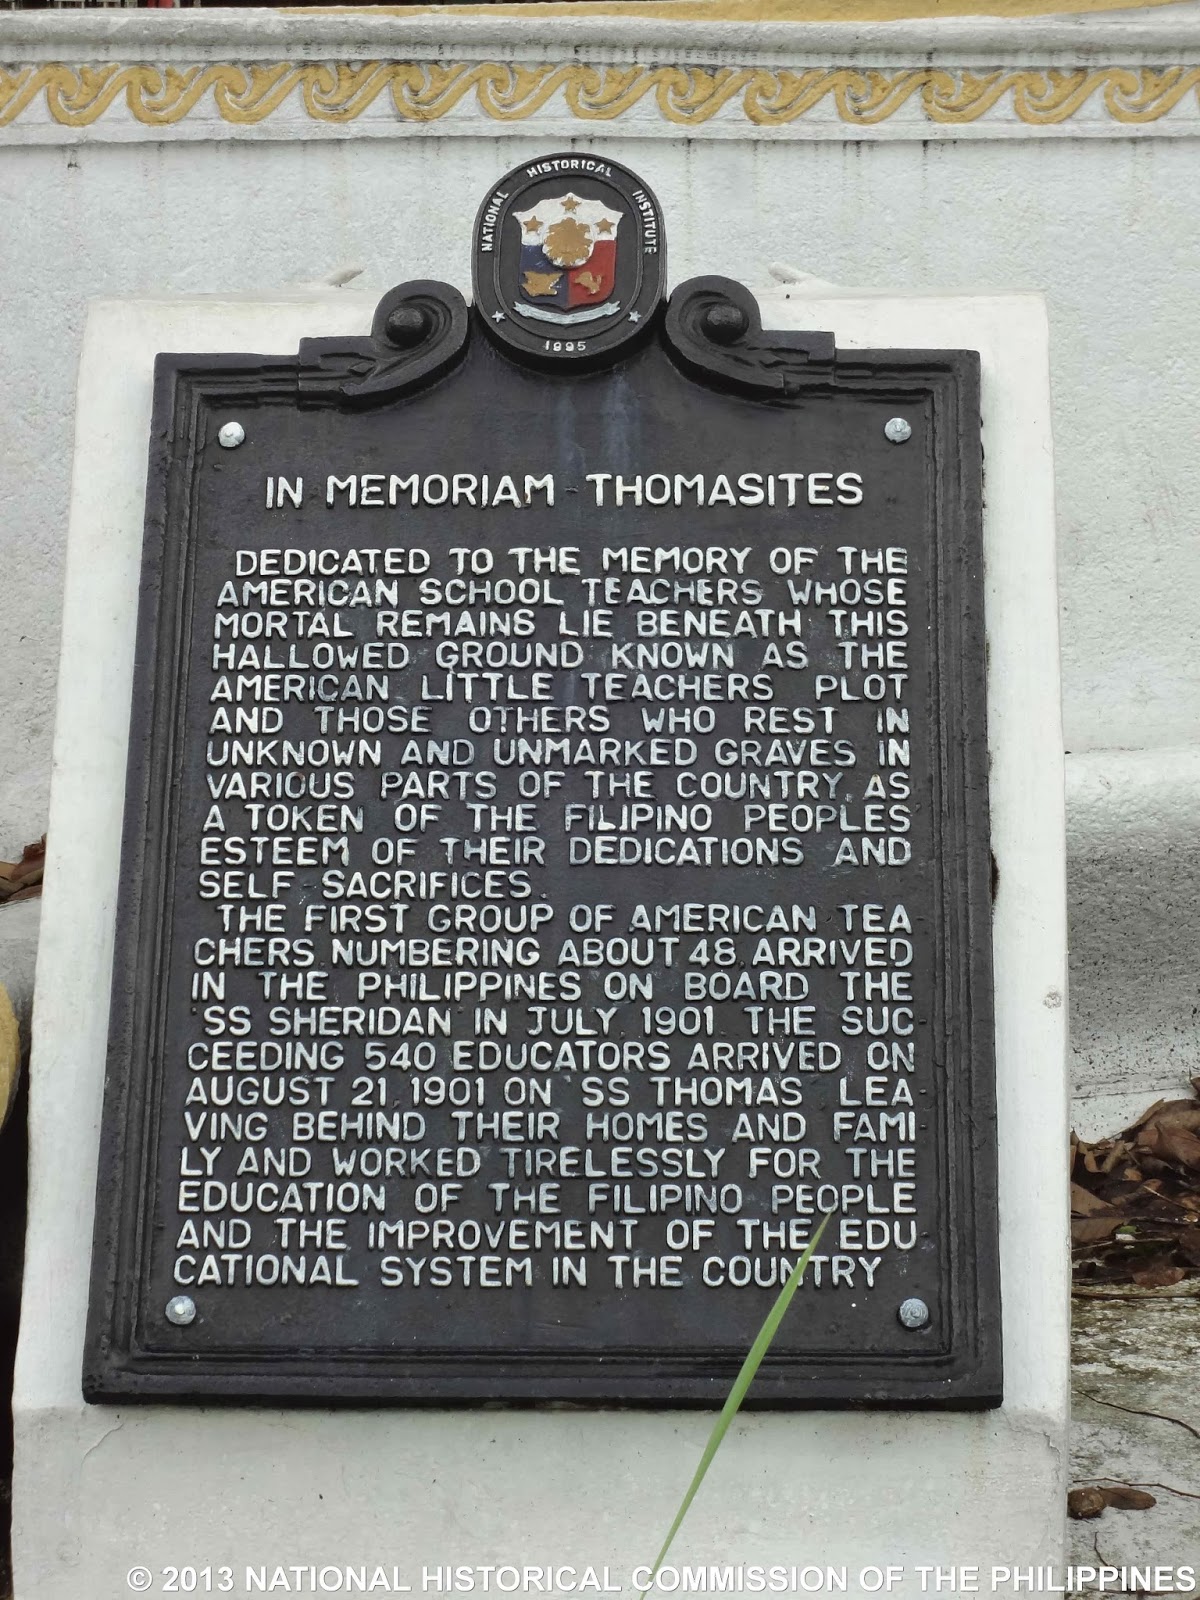 NATIONAL HISTORICAL INSTITUTE
1995
IN MEMORIAM THOMASITES
DEDICATED TO THE MEMORY OF THE
AMERICAN SCHOOL TEACHERS WHOSE
MORTAL REMAINS LIE BENEATH THIS
HALLOWED GROUND KNOWN AS THE
AMERICAN LITTLE TEACHERS PLOT
AND THOSE OTHERS WHO REST IN
UNKNOWN AND UNMARKED GRAVES IN
VARIOUS PARTS OF THE COUNTRY, AS
A TOKEN OF THE FILIPINO PEOPLES
ESTEEM OF THEIR DEDICATIONS AND
SELF-SACRIFICES.
THE FIRST GROUP OF AMERICAN TEA
CHERS NUMBERING ABOUT 48, ARRIVED
IN THE PHILIPPINES ON BOARD THE
SS SHERIDAN IN JULY, 1901. THE SUC-
CEEDING 540 EDUCATORS ARRIVED ON
AUGUST 21, 1901 ON SS THOMAS LEA-
VING BEHIND THEIR HOMES AND FAMI-
LY AND WORKED TIRELESSLY FOR THE
EDUCATION OF THE FILIPINO PEOPLE
AND THE IMPROVEMENT OF THE EDU-
CATIONAL SYSTEM IN THE COUNTRY
© 2013 NATIONAL HISTORICAL COMMISSION OF THE PHILIPPINES